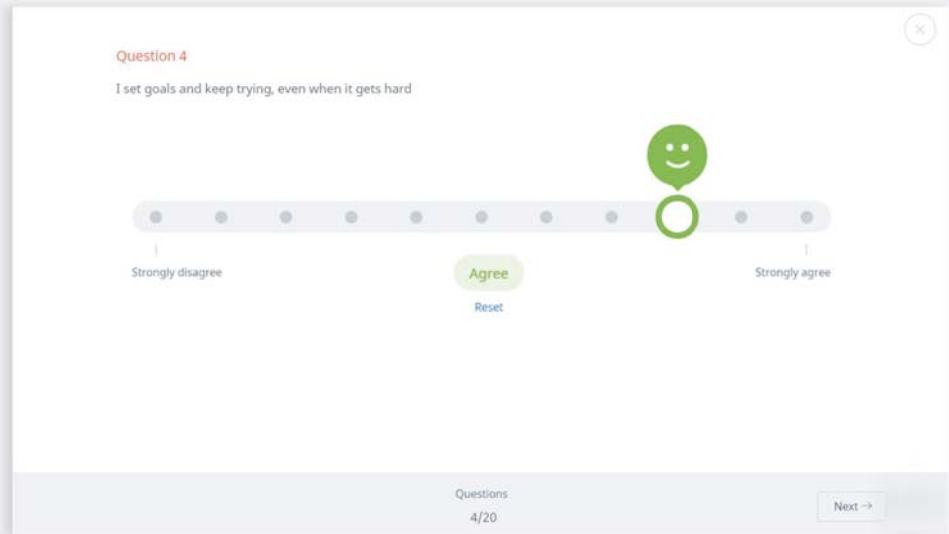 Question 4
I set goals and keep trying, even when it gets hard
Strongly disagree
Agree
Strongly agree
Reset
Questions
4/20
Next →